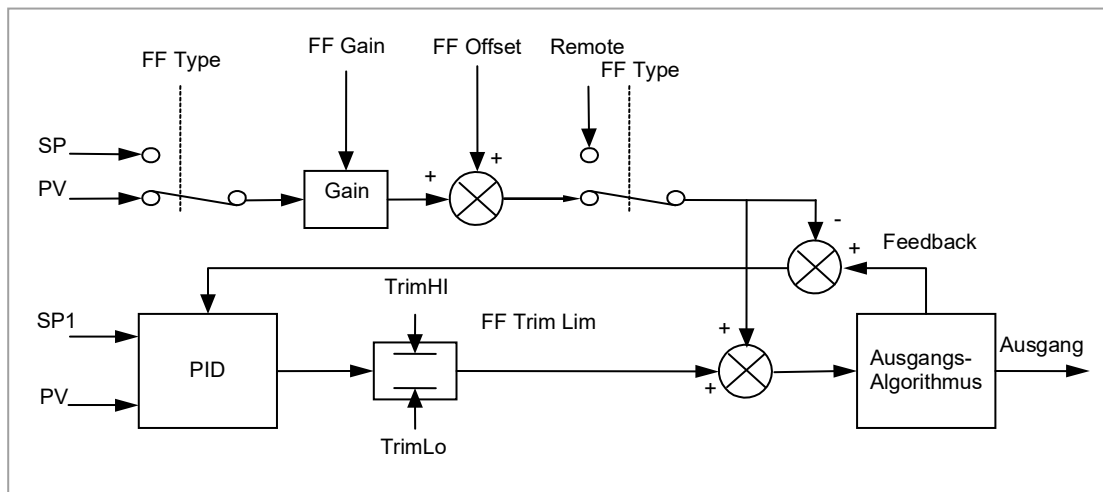 FF Gain
FF Offset
Remote
FF Type
FF Type
SP
PV
Gain
+
+
-
+
Feedback
TrimHI
SP1
FF Trim Lim
PID
+
+
Ausgangs-
Algorithmus
Ausgang
PV
TrimLo